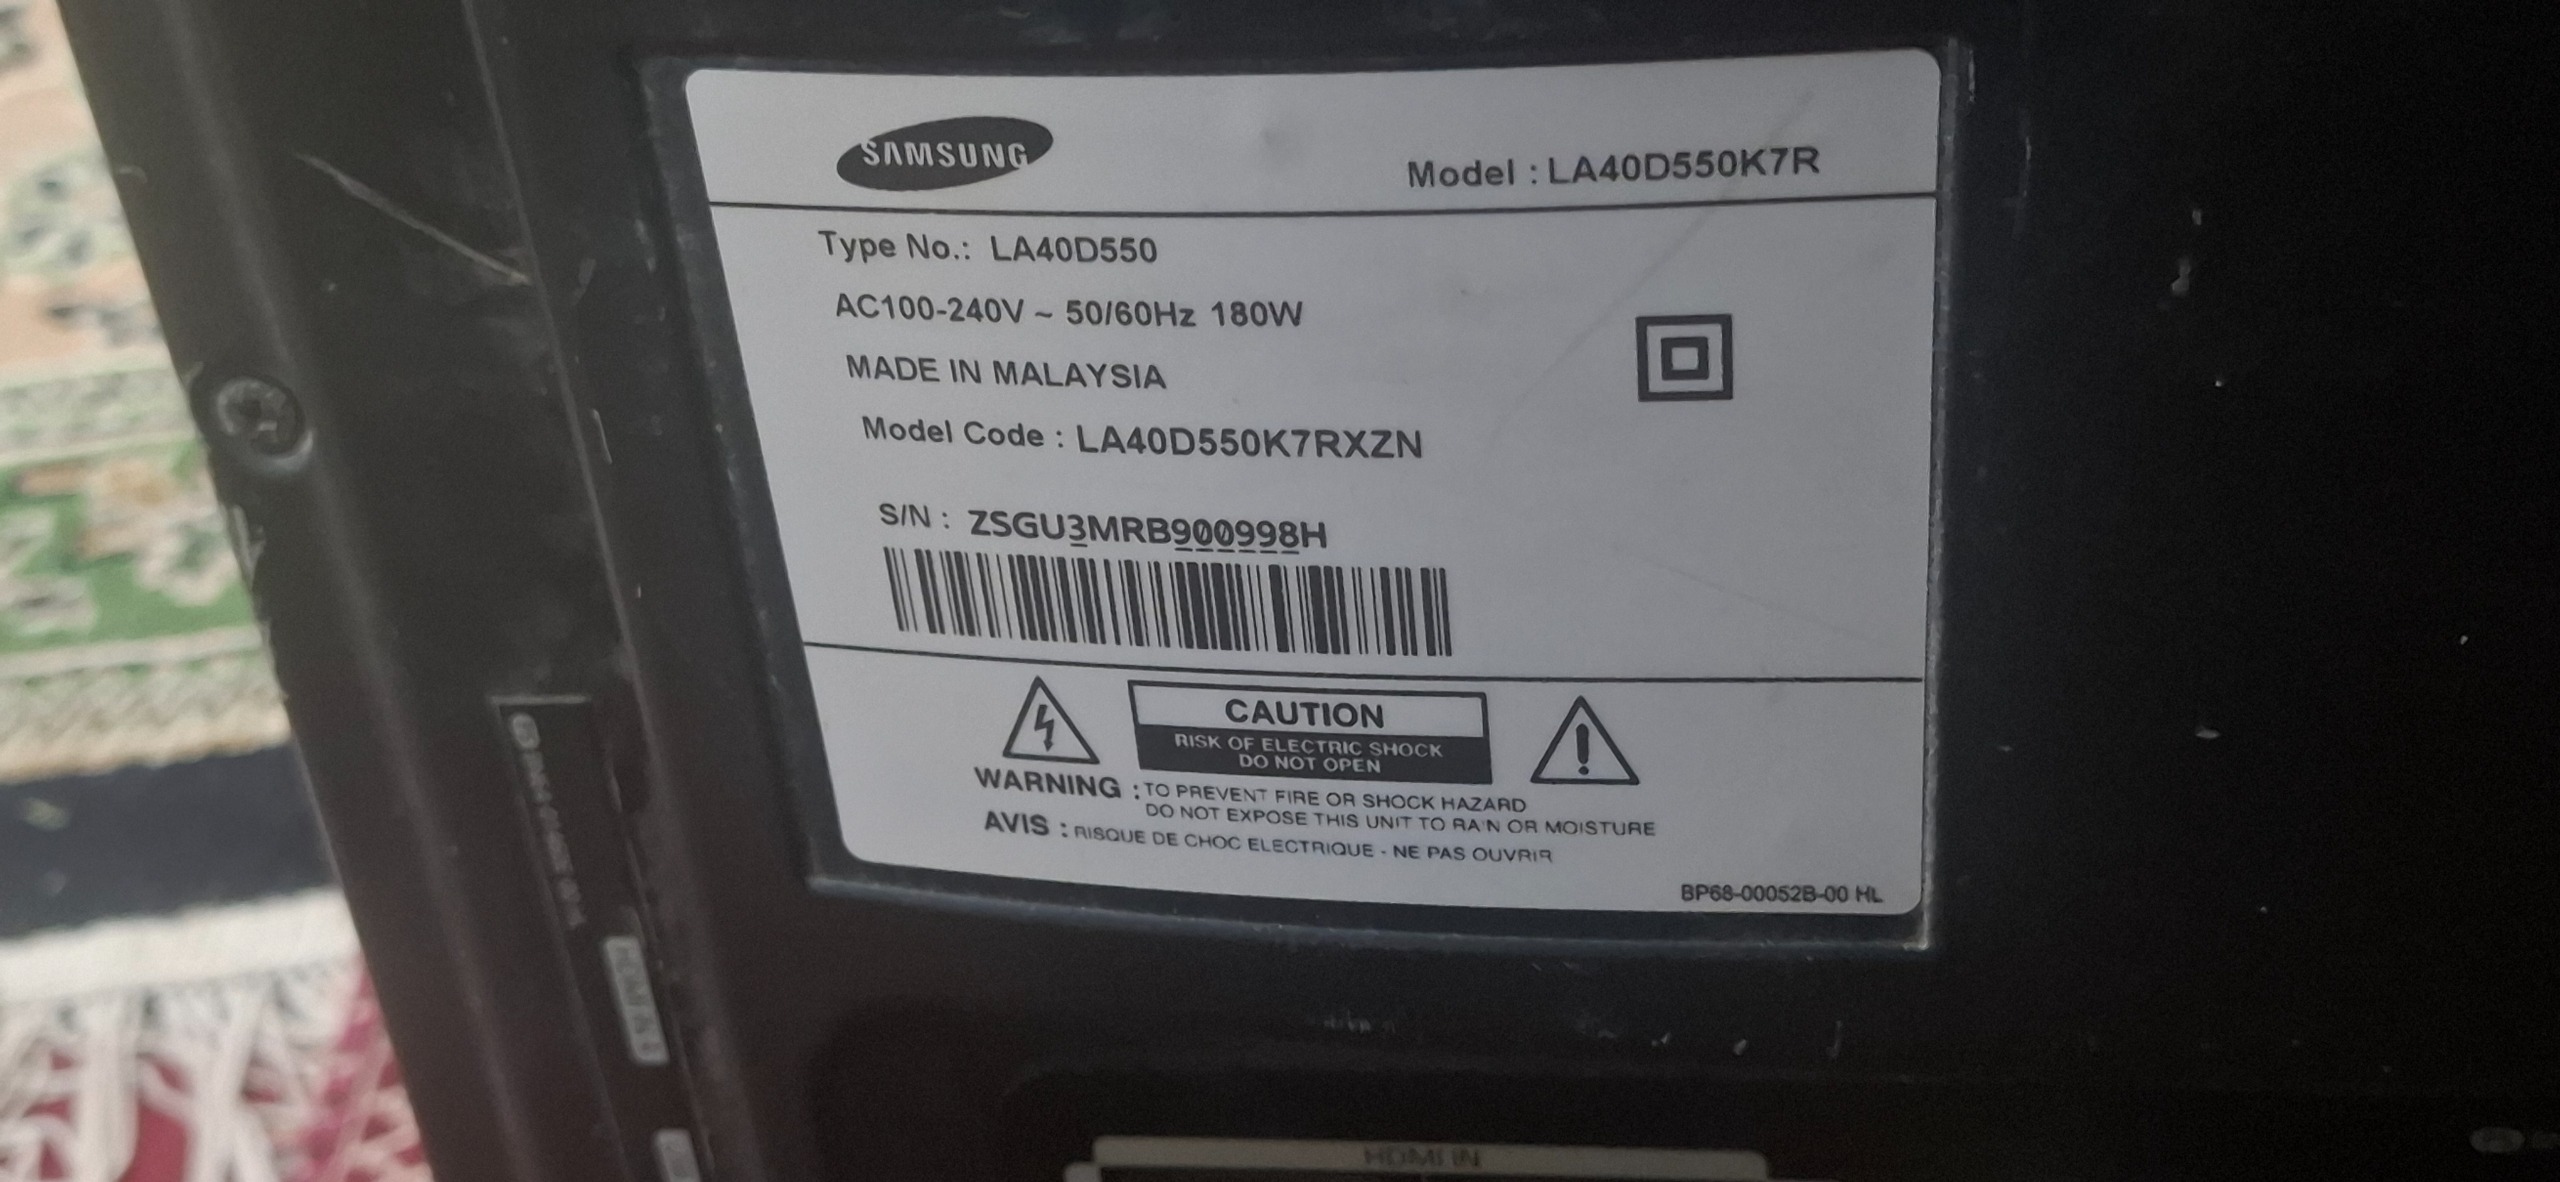 SAMSUNG
Model : LA40D550K7R
Type No.: LA40D550
AC100-240V ~ 50/60Hz 180W
MADE IN MALAYSIA
Model Code : LA40D550K7RXZN
S/N : ZSGU3MRB900998H
CAUTION
RISK OF ELECTRIC SHOCK
DO NOT OPEN
WARNING : TO PREVENT FIRE OR SHOCK HAZARD
DO NOT EXPOSE THIS UNIT TO RAIN OR MOISTURE
AVIS : RISQUE DE CHOC ELECTRIQUE - NE PAS OUVRIR
BP68-00052B-00 HL
HDMI IN